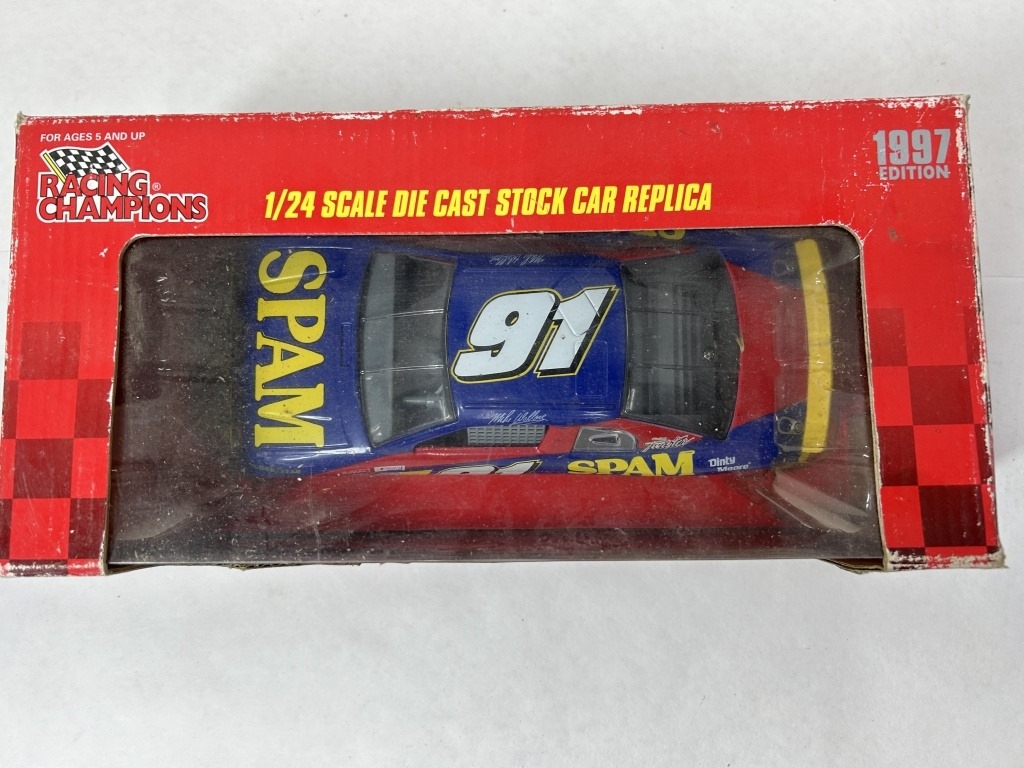 FOR AGES 5 AND UP
RACING®
CHAMPIONS
1/24 SCALE DIE CAST STOCK CAR REPLICA
1997
EDITION
SPAM
91
91
SPAM
Dinty
Moore